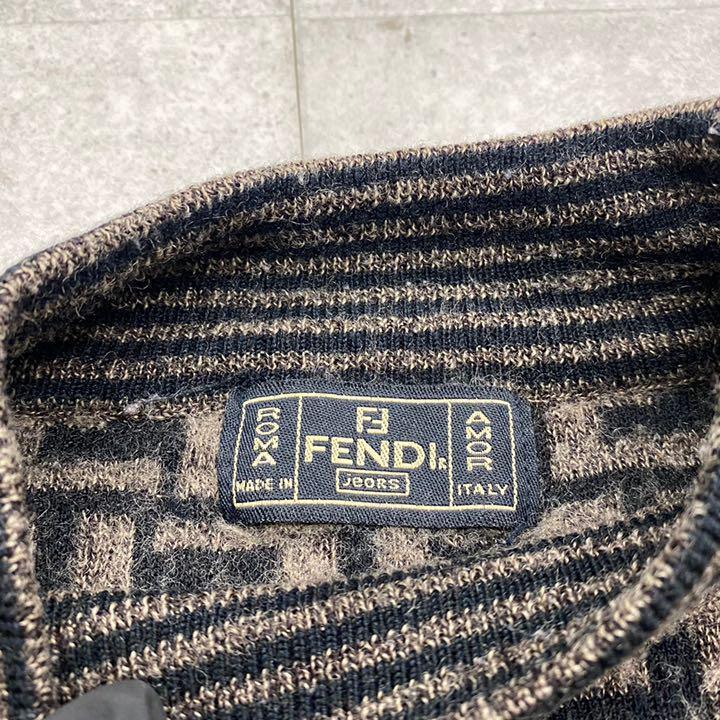 ROMA
MADE IN
FF
FENDI
jeans
AMOR
ITALY